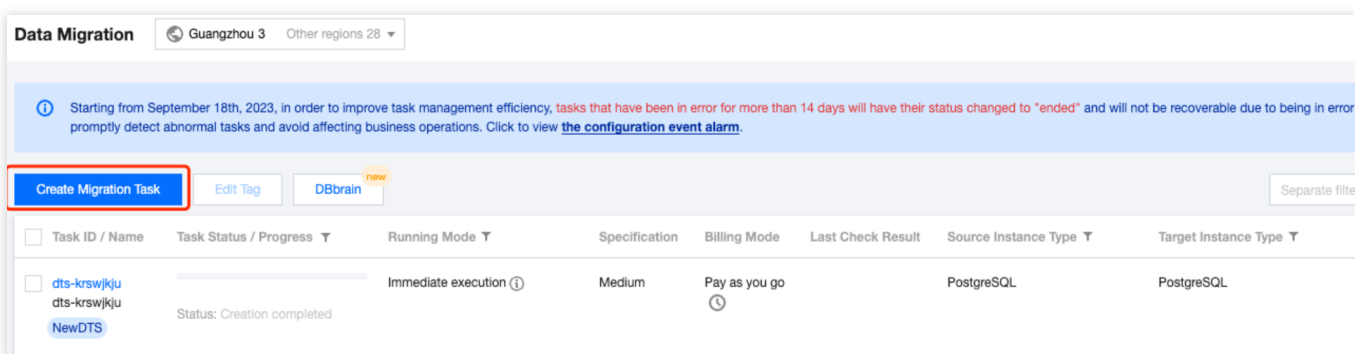 Data Migration Guangzhou 3 Other regions 28
Starting from September 18th, 2023, in order to improve task management efficiency, tasks that have been in error for more than 14 days will have their status changed to "ended" and will not be recoverable due to being in error
promptly detect abnormal tasks and avoid affecting business operations. Click to view the configuration event alarm.
new
Create Migration Task Edit Tag DBbrain Separate filte
Task ID / Name Task Status / Progress Running Mode Specification Billing Mode Last Check Result Source Instance Type Target Instance Type
dts-krswjkju Immediate execution Medium Pay as you go PostgreSQL PostgreSQL
dts-krswjkju
Status: Creation completed
NewDTS